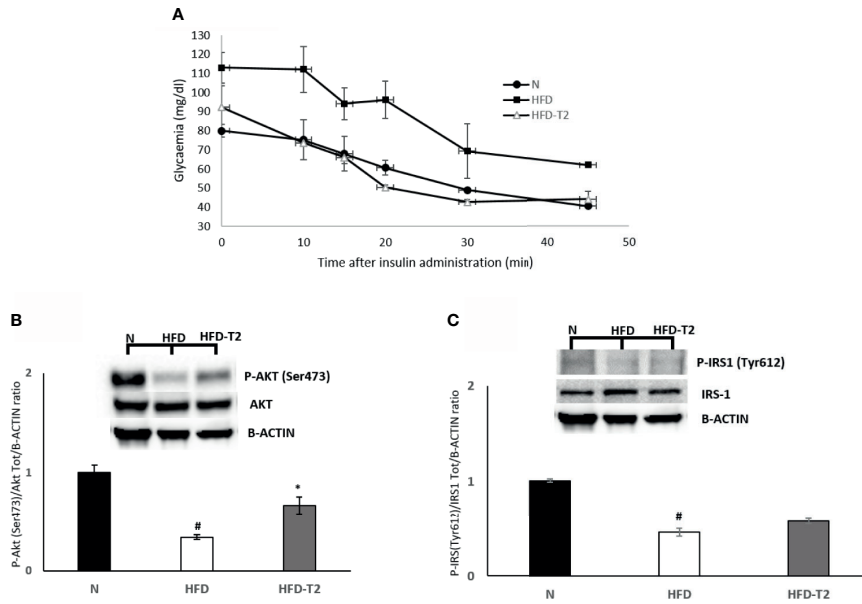 A
130
120
110
100
90
80
70
60
50
40
30
Glycaemia (mg/dl)
N
HFD
HFD-T2
0 10 20 30 40 50
Time after insulin administration (min)
B
N HFD HFD-T2
P-AKT (Ser473)
AKT
B-ACTIN
P-Akt (Ser473)/Akt Tot/B-ACTIN ratio
2
1
0
#
*
N HFD HFD-T2
C
N HFD HFD-T2
P-IRS1 (Tyr612)
IRS-1
B-ACTIN
P-IRS(Tyr612)/IRS1 Tot/B-ACTIN ratio
2
1
0
#
N HFD HFD-T2